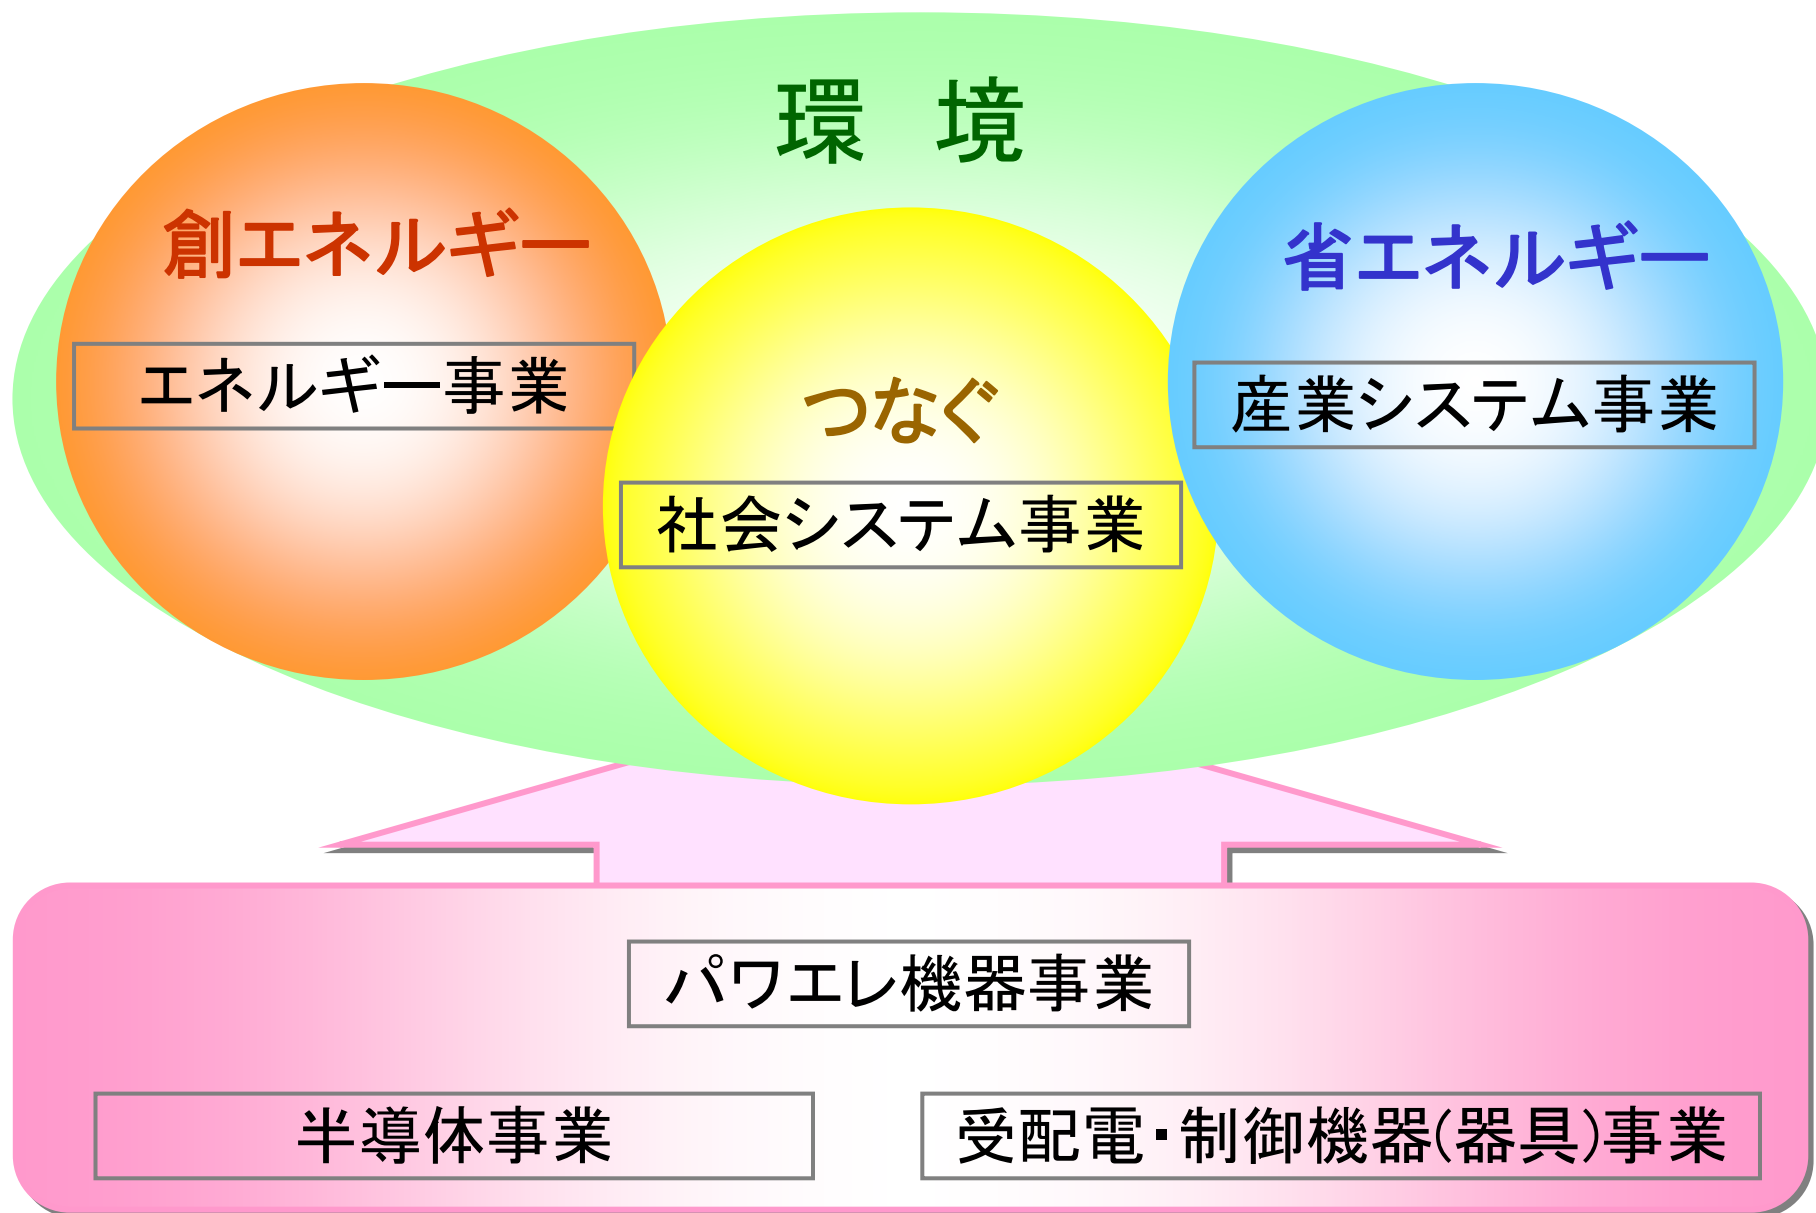 環　境
創エネルギー
省エネルギー
エネルギー事業
産業システム事業
つなぐ
社会システム事業
パワエレ機器事業
半導体事業
受配電・制御機器(器具)事業